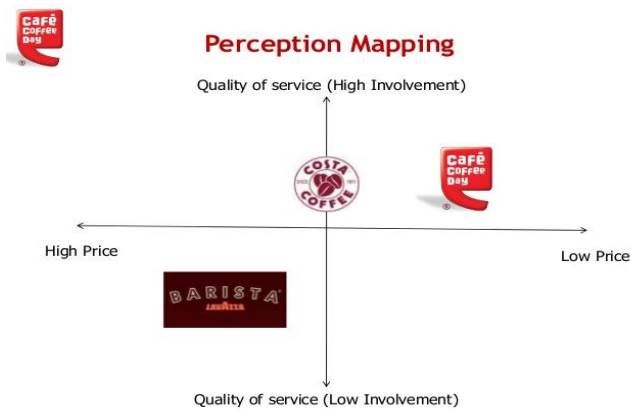 Café
Coffee
Day
Perception Mapping
Quality of service (High Involvement)
COSTA
COFFEE
Café
Coffee
Day
High Price
Low Price
BARISTA
LAVAZZA
Quality of service (Low Involvement)